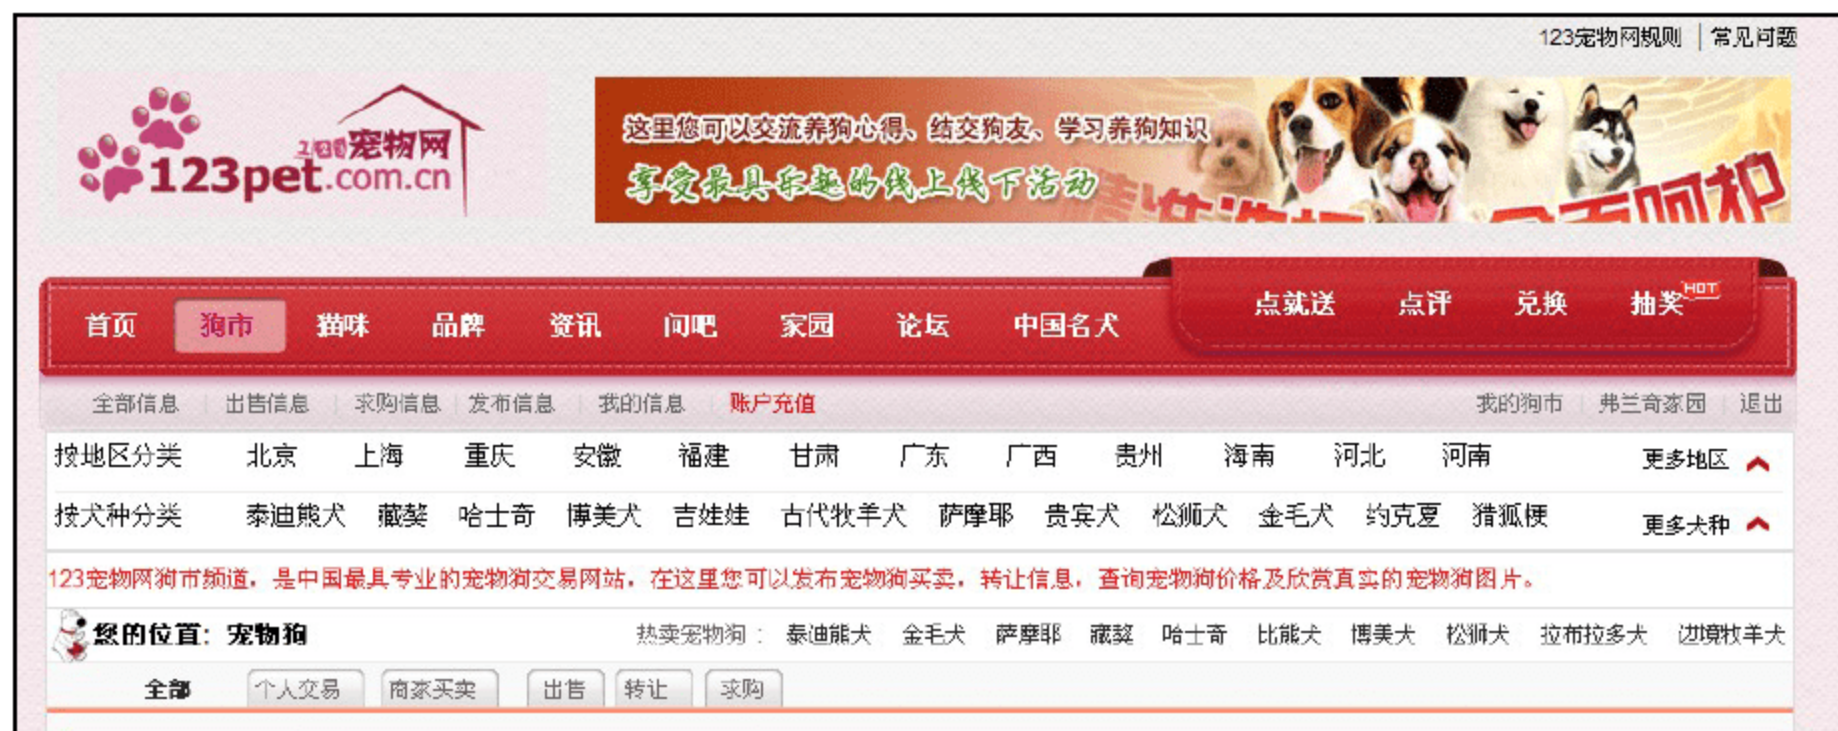 123宠物网规则 | 常见问题
123宠物网
123pet.com.cn
这里您可以交流养狗心得、结交狗友、学习养狗知识
享受最具乐趣的线上线下活动
首页 狗市 猫咪 品牌 资讯 问吧 家园 论坛 中国名犬 点就送 点评 兑换 抽奖 HOT
全部信息 | 出售信息 | 求购信息 | 发布信息 | 我的信息 | 账户充值 我的狗市 | 弗兰奇家园 | 退出
按地区分类 北京 上海 重庆 安徽 福建 甘肃 广东 广西 贵州 海南 河北 河南 更多地区
按犬种分类 泰迪熊犬 藏獒 哈士奇 博美犬 吉娃娃 古代牧羊犬 萨摩耶 贵宾犬 松狮犬 金毛犬 约克夏 猎狐梗 更多犬种
123宠物网狗市频道，是中国最具专业的宠物狗交易网站，在这里您可以发布宠物狗买卖，转让信息，查询宠物狗价格及欣赏真实的宠物狗图片。
您的位置：宠物狗 热卖宠物狗： 泰迪熊犬 金毛犬 萨摩耶 藏獒 哈士奇 比熊犬 博美犬 松狮犬 拉布拉多犬 边境牧羊犬
全部 个人交易 商家买卖 出售 转让 求购